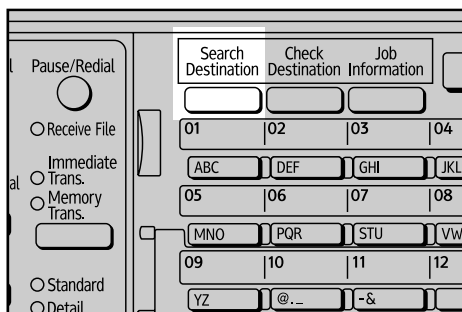 Search Destination
Check Destination
Job Information
Pause/Redial
Receive File
Immediate Trans.
Memory Trans.
Standard
Detail
01
02
03
04
ABC
DEF
GHI
JKL
05
06
07
08
MNO
PQR
STU
VW
09
10
11
12
YZ
@._
-&